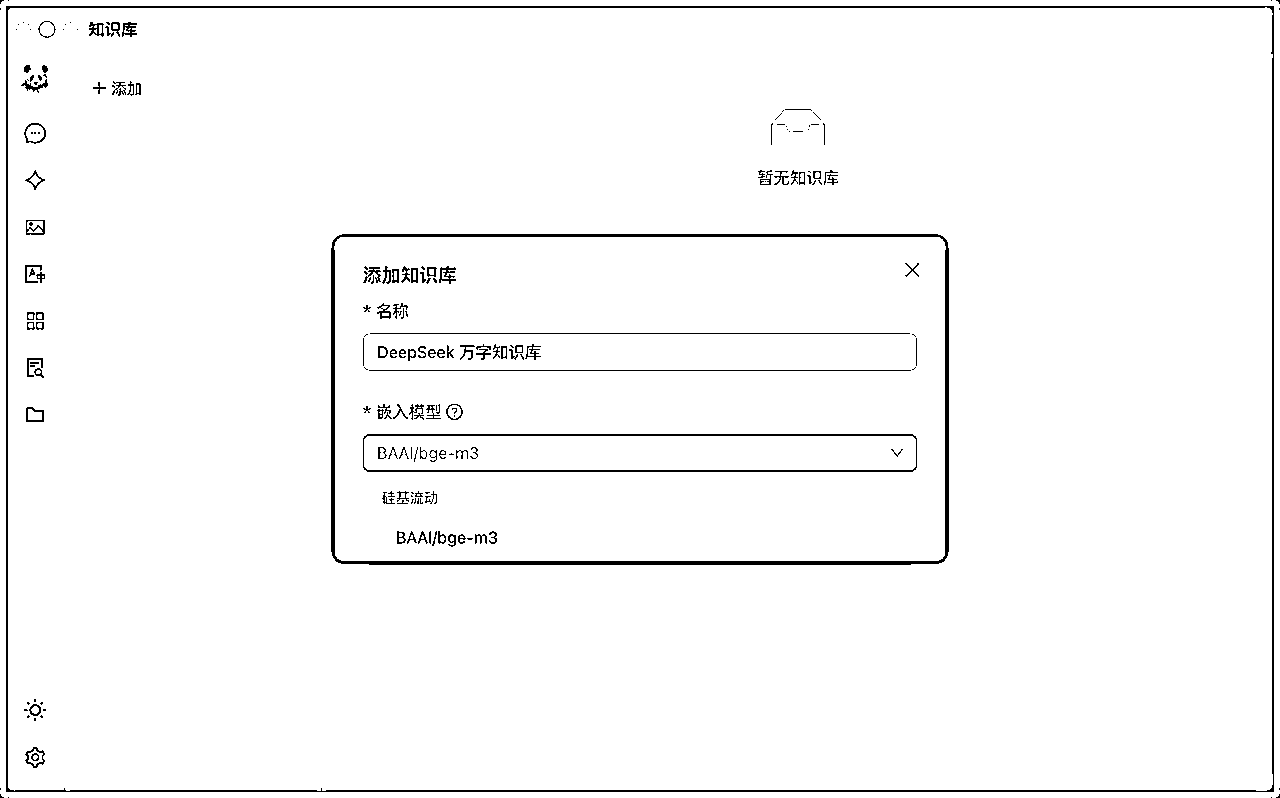 知识库
+ 添加
暂无知识库
添加知识库
* 名称
DeepSeek 万字知识库
* 嵌入模型
BAAI/bge-m3
硅基流动
BAAI/bge-m3